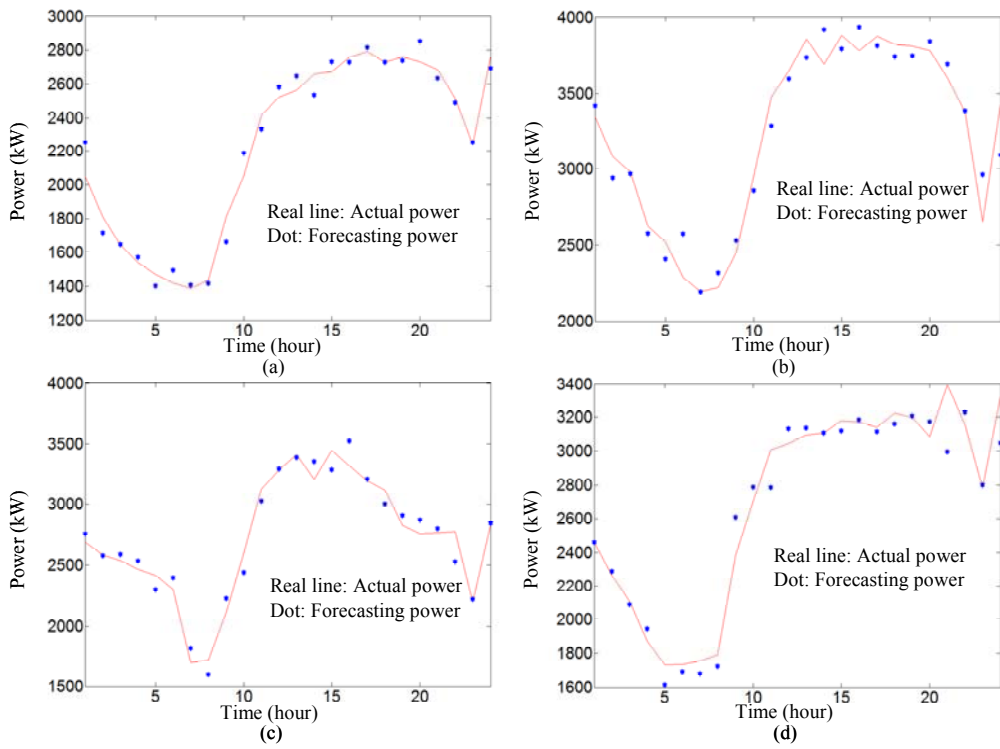 3000
2800
2600
2400
2200
2000
1800
1600
1400
1200
Power (kW)
Real line: Actual power
Dot: Forecasting power
5 10 15 20
Time (hour)
(a)
4000
3500
3000
2500
2000
Power (kW)
Real line: Actual power
Dot: Forecasting power
5 10 15 20
Time (hour)
(b)
4000
3500
3000
2500
2000
1500
Power (kW)
Real line: Actual power
Dot: Forecasting power
5 10 15 20
Time (hour)
(c)
3400
3200
3000
2800
2600
2400
2200
2000
1800
1600
Power (kW)
Real line: Actual power
Dot: Forecasting power
5 10 15 20
Time (hour)
(d)